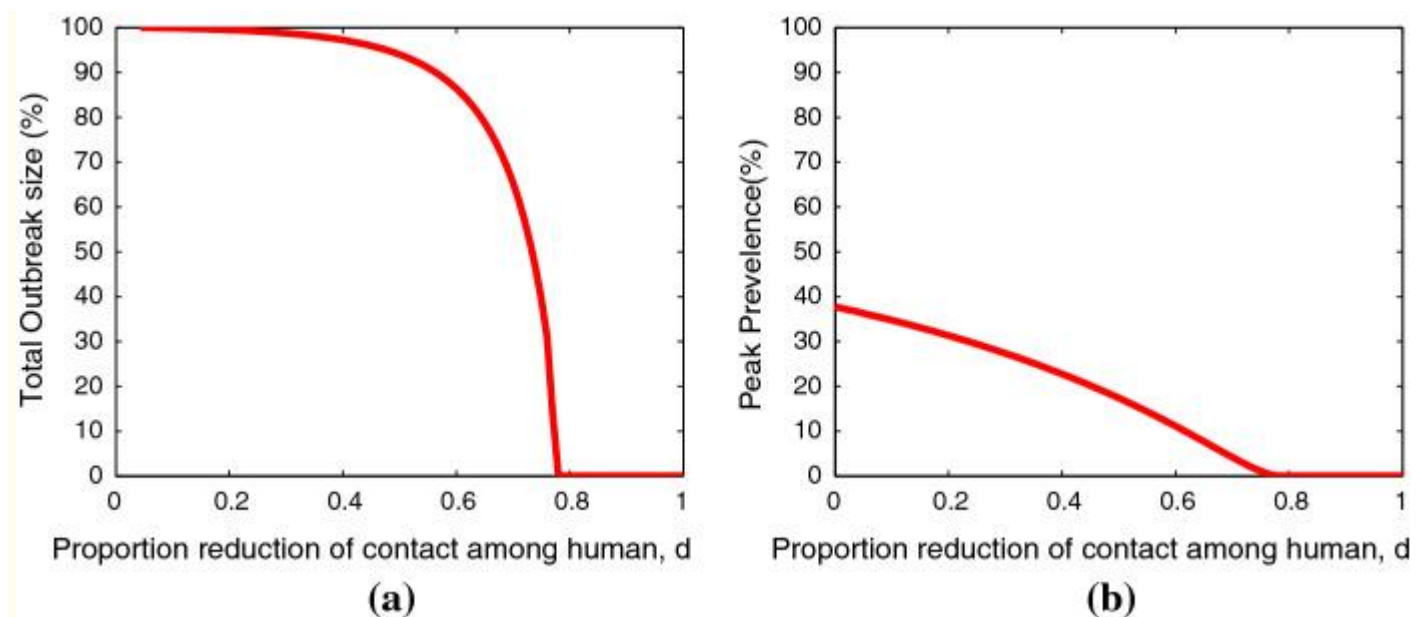 Total Outbreak size (%)
100
90
80
70
60
50
40
30
20
10
0
0 0.2 0.4 0.6 0.8 1
Proportion reduction of contact among human, d
(a)
Peak Prevelence(%)
100
90
80
70
60
50
40
30
20
10
0
0 0.2 0.4 0.6 0.8 1
Proportion reduction of contact among human, d
(b)